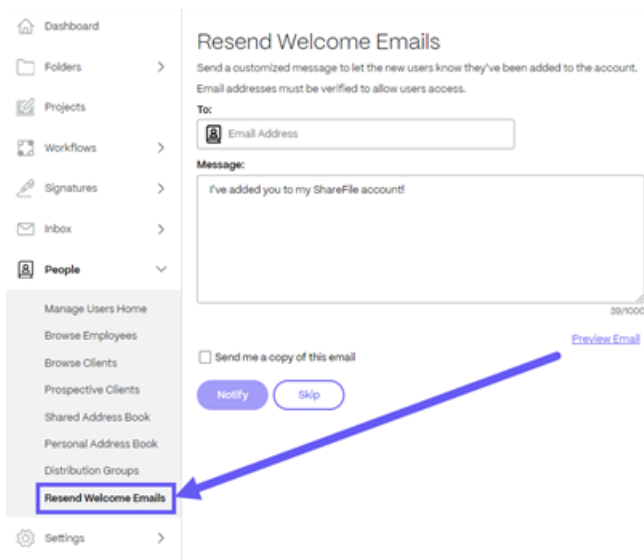 Dashboard
Folders
Projects
Workflows
Signatures
Inbox
People
Manage Users Home
Browse Employees
Browse Clients
Prospective Clients
Shared Address Book
Personal Address Book
Distribution Groups
Resend Welcome Emails
Settings
Resend Welcome Emails
Send a customized message to let the new users know they've been added to the account.
Email addresses must be verified to allow users access.
To:
Email Address
Message:
I've added you to my ShareFile account!
39/1000
Preview Email
Send me a copy of this email
Notify
Skip